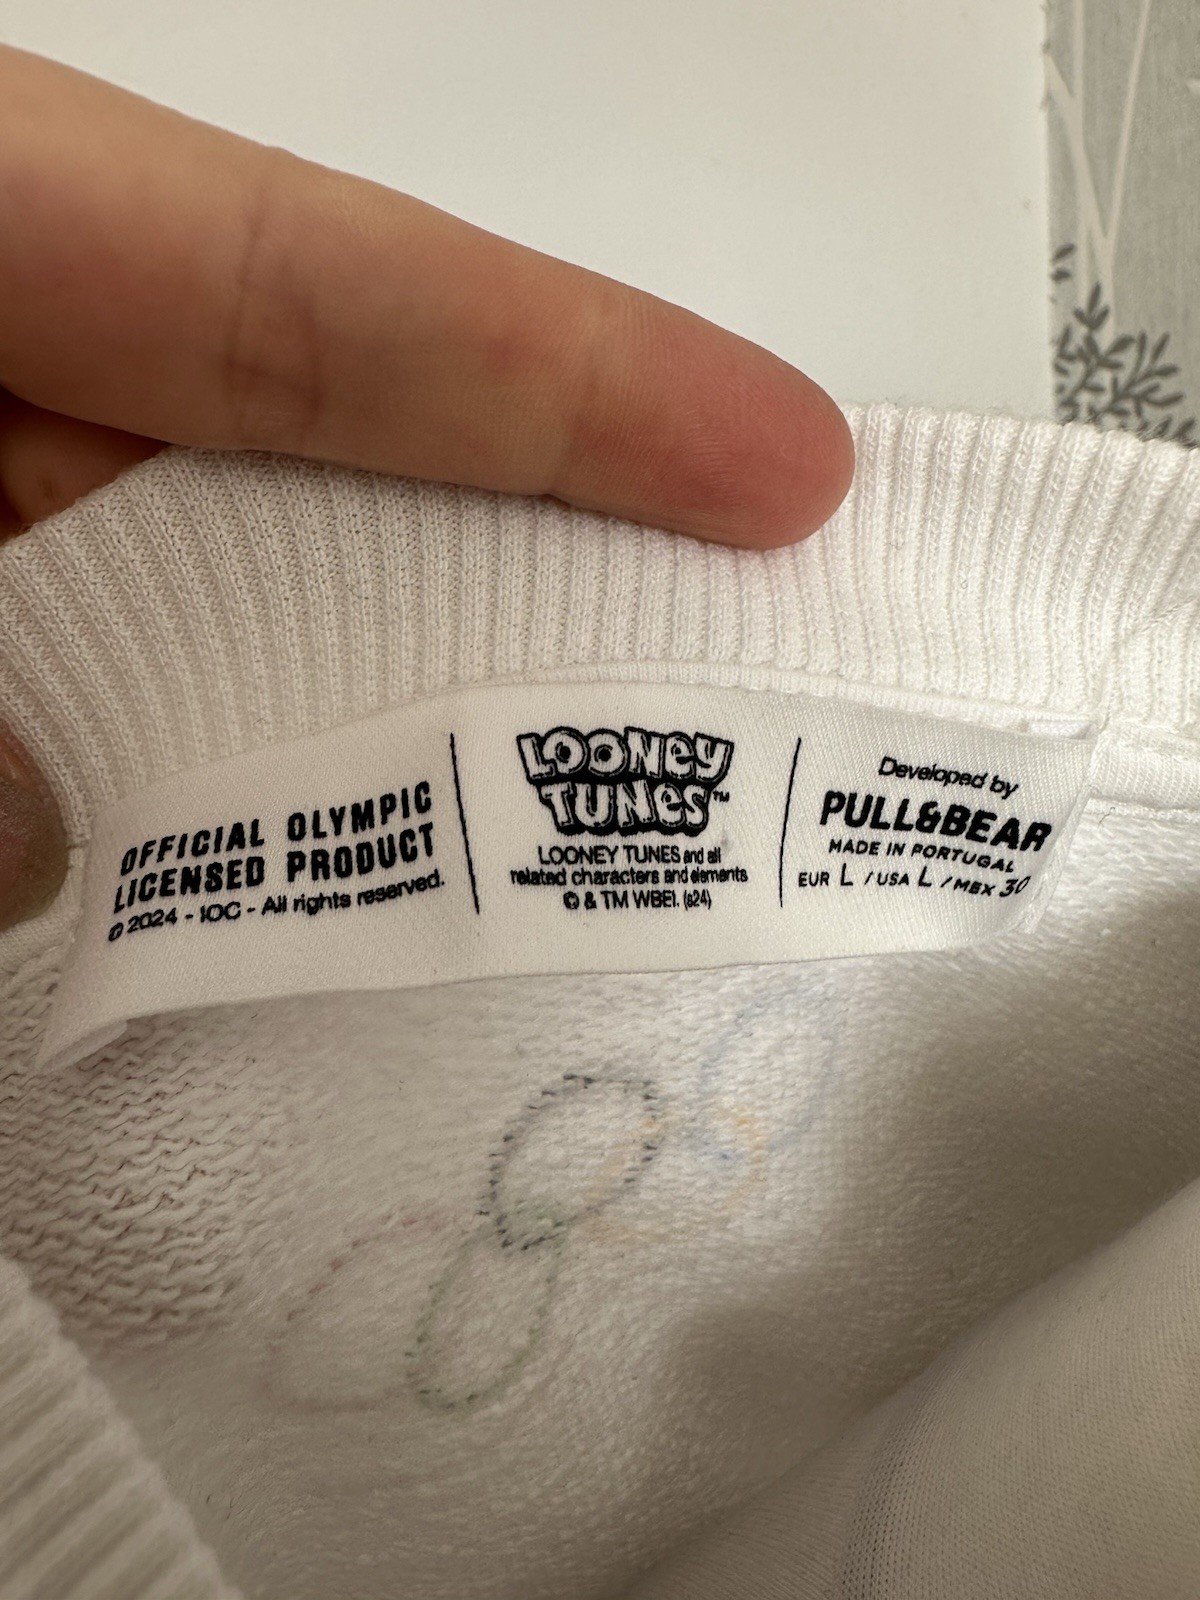 OFFICIAL OLYMPIC
LICENSED PRODUCT
© 2024 - IOC - All rights reserved.
LOONEY
TUNES™
LOONEY TUNES and all
related characters and elements
© & TM WBEI. (s24)
Developed by
PULL&BEAR
MADE IN PORTUGAL
EUR L / USA L / MEX 30